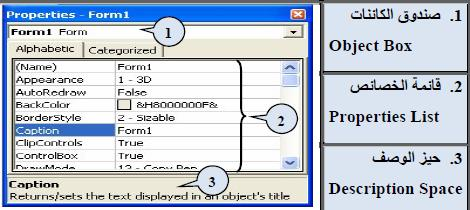 Properties - Form1
Form1 Form
1
Alphabetic Categorized
(Name) Form1
Appearance 1 - 3D
AutoRedraw False
BackColor &H8000000F&
BorderStyle 2 - Sizable
Caption Form1
ClipControls True
ControlBox True
2
Caption
3
Returns/sets the text displayed in an object's title
1. صندوق الكائنات
Object Box
2. قائمة الخصائص
Properties List
3. حيز الوصف
Description Space